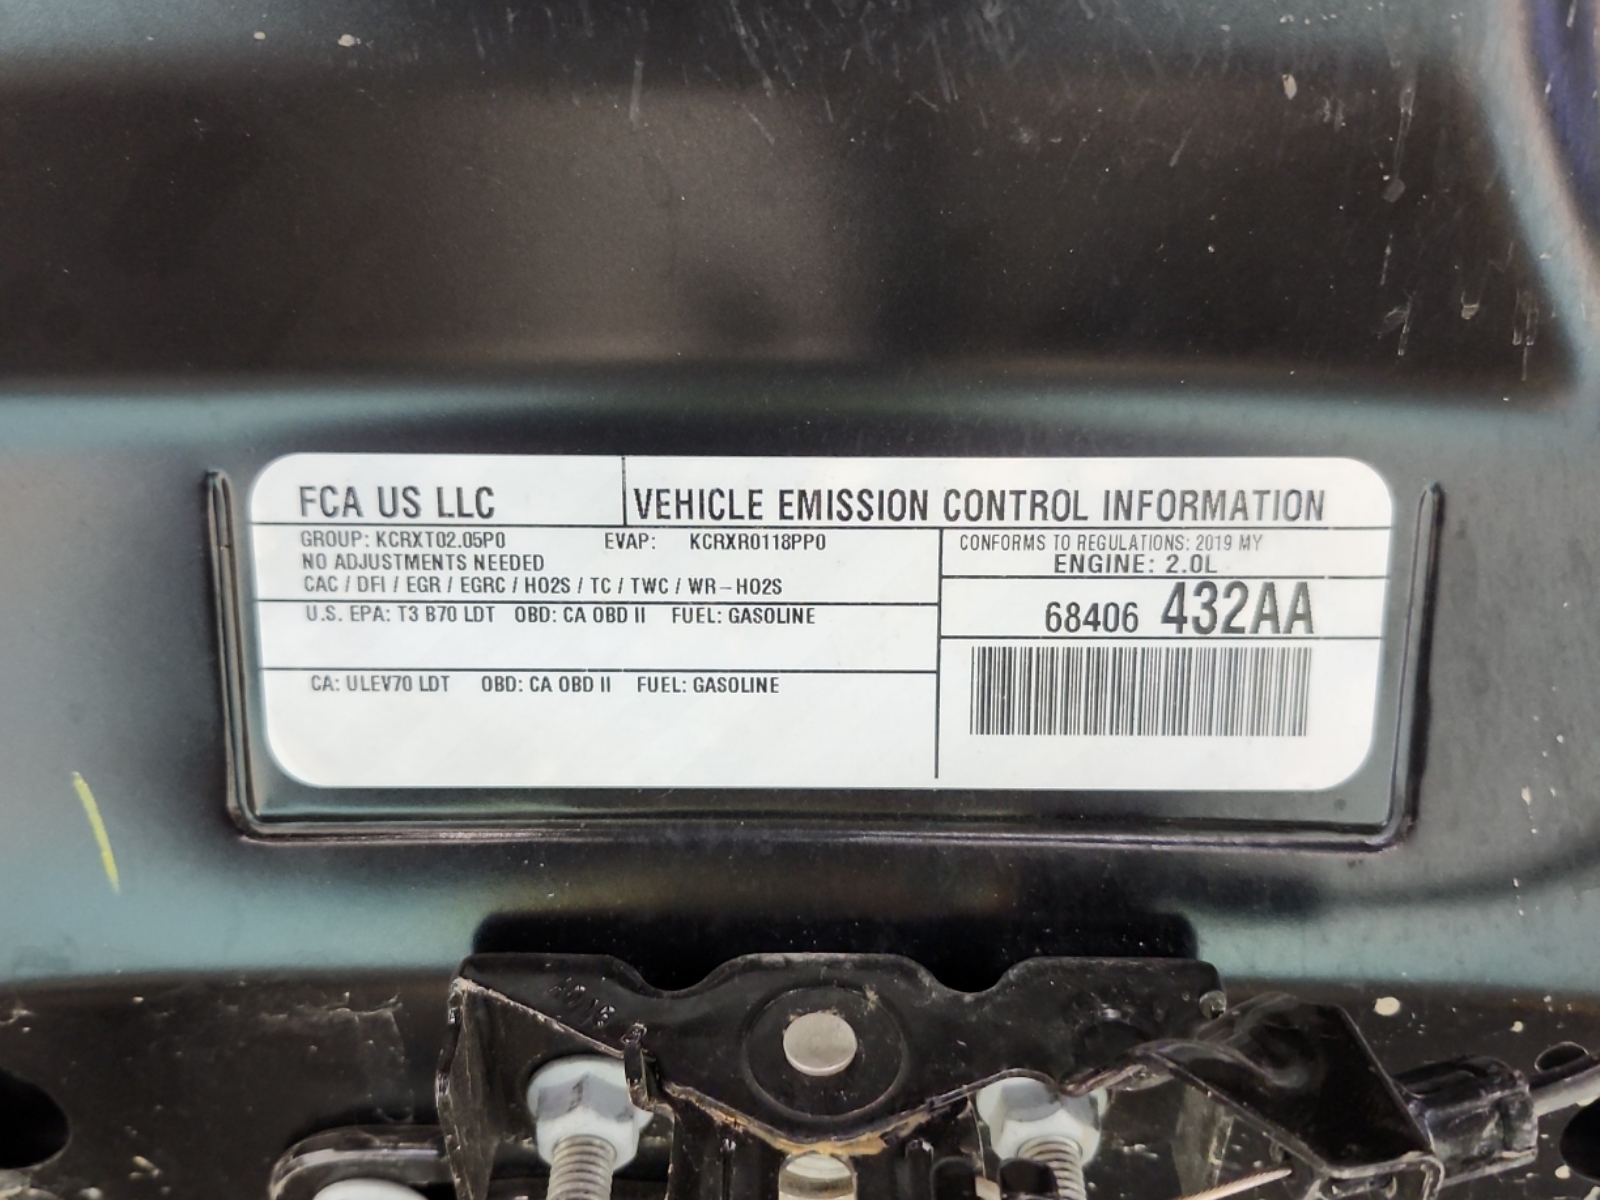 FCA US LLC
VEHICLE EMISSION CONTROL INFORMATION
GROUP: KCRXT02.05P0 EVAP: KCRXR0118PP0
NO ADJUSTMENTS NEEDED
CAC / DFI / EGR / EGRC / HO2S / TC / TWC / WR-HO2S
U.S. EPA: T3 B70 LDT OBD: CA OBD II FUEL: GASOLINE
CA: ULEV70 LDT OBD: CA OBD II FUEL: GASOLINE
CONFORMS TO REGULATIONS: 2019 MY
ENGINE: 2.0L
68406 432AA